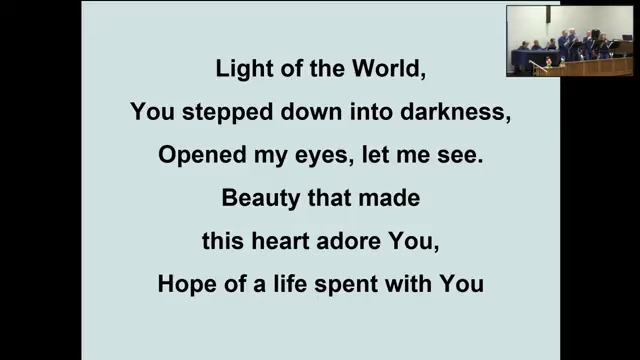 Light of the World,
You stepped down into darkness,
Opened my eyes, let me see.
Beauty that made
this heart adore You,
Hope of a life spent with You